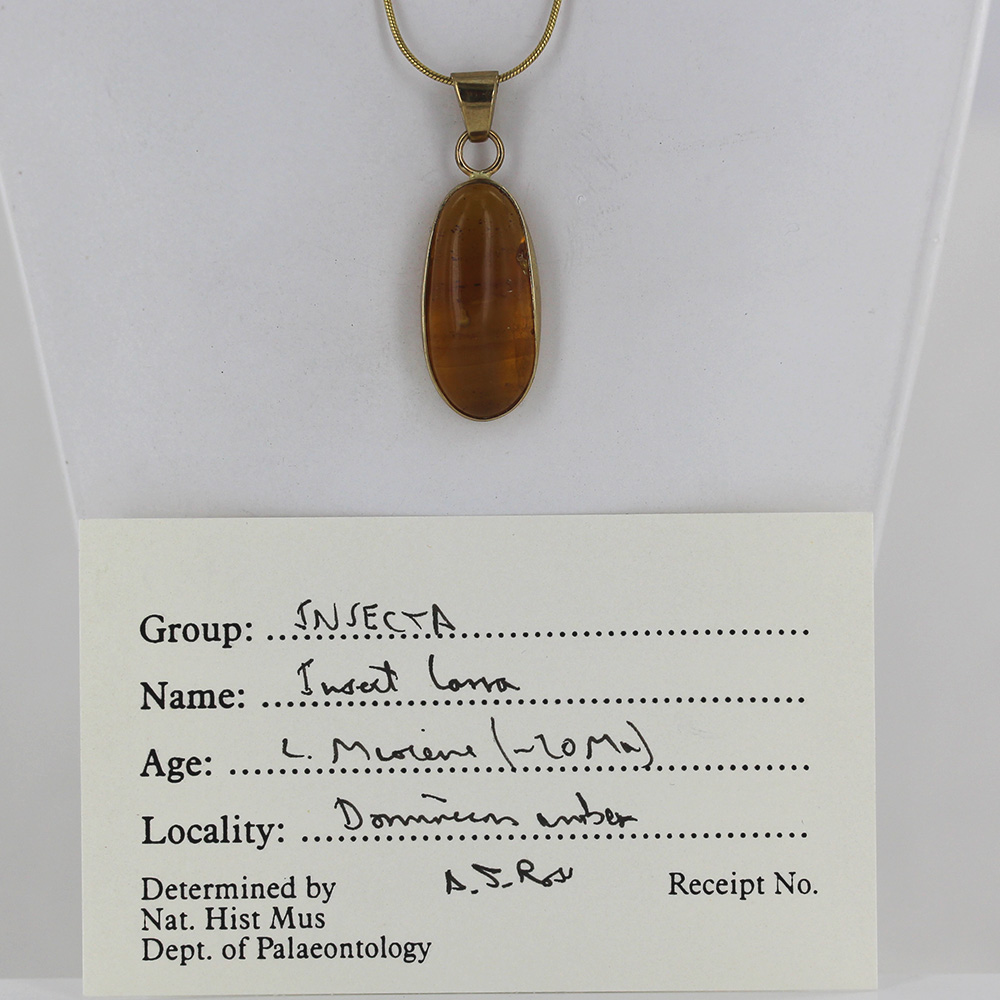 Group: INSECTA
Name: Insect larva
Age: L. Miocene (~20 Ma)
Locality: Dominican amber
Determined by A. J. Ross Receipt No.
Nat. Hist Mus
Dept. of Palaeontology